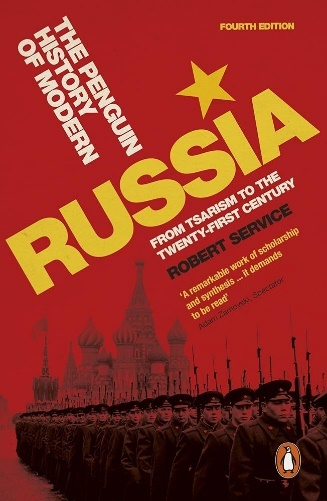 FOURTH EDITION
THE PENGUIN
HISTORY
OF MODERN
RUSSIA
FROM TSARISM TO THE
TWENTY-FIRST CENTURY
ROBERT SERVICE
'A remarkable work of scholarship
and synthesis ... it demands
to be read'
Adam Zamoyski, Spectator